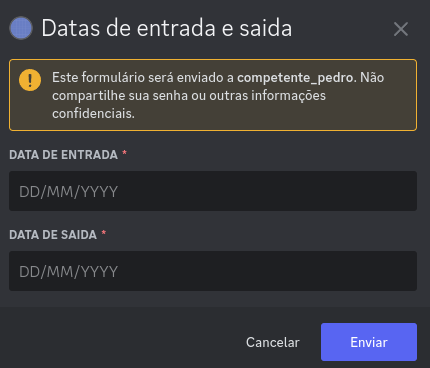 Datas de entrada e saida
Este formulário será enviado a competente_pedro. Não
compartilhe sua senha ou outras informações
confidenciais.
DATA DE ENTRADA *
DD/MM/YYYY
DATA DE SAIDA *
DD/MM/YYYY
Cancelar
Enviar